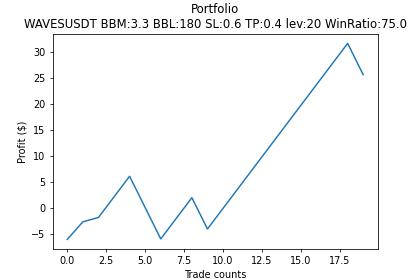 Portfolio
WAVESUSDT BBM:3.3 BBL:180 SL:0.6 TP:0.4 lev:20 WinRatio:75.0
30
25
20
15
10
5
0
−5
Profit ($)
0.0 2.5 5.0 7.5 10.0 12.5 15.0 17.5
Trade counts